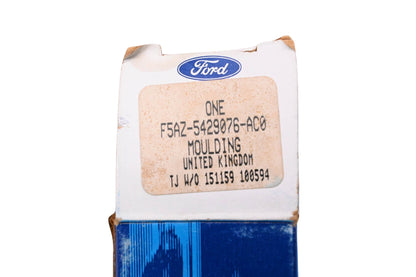 Ford
ONE
F5AZ-5429076-AC0
MOULDING
UNITED KINGDOM
TJ W/O 151159 100594